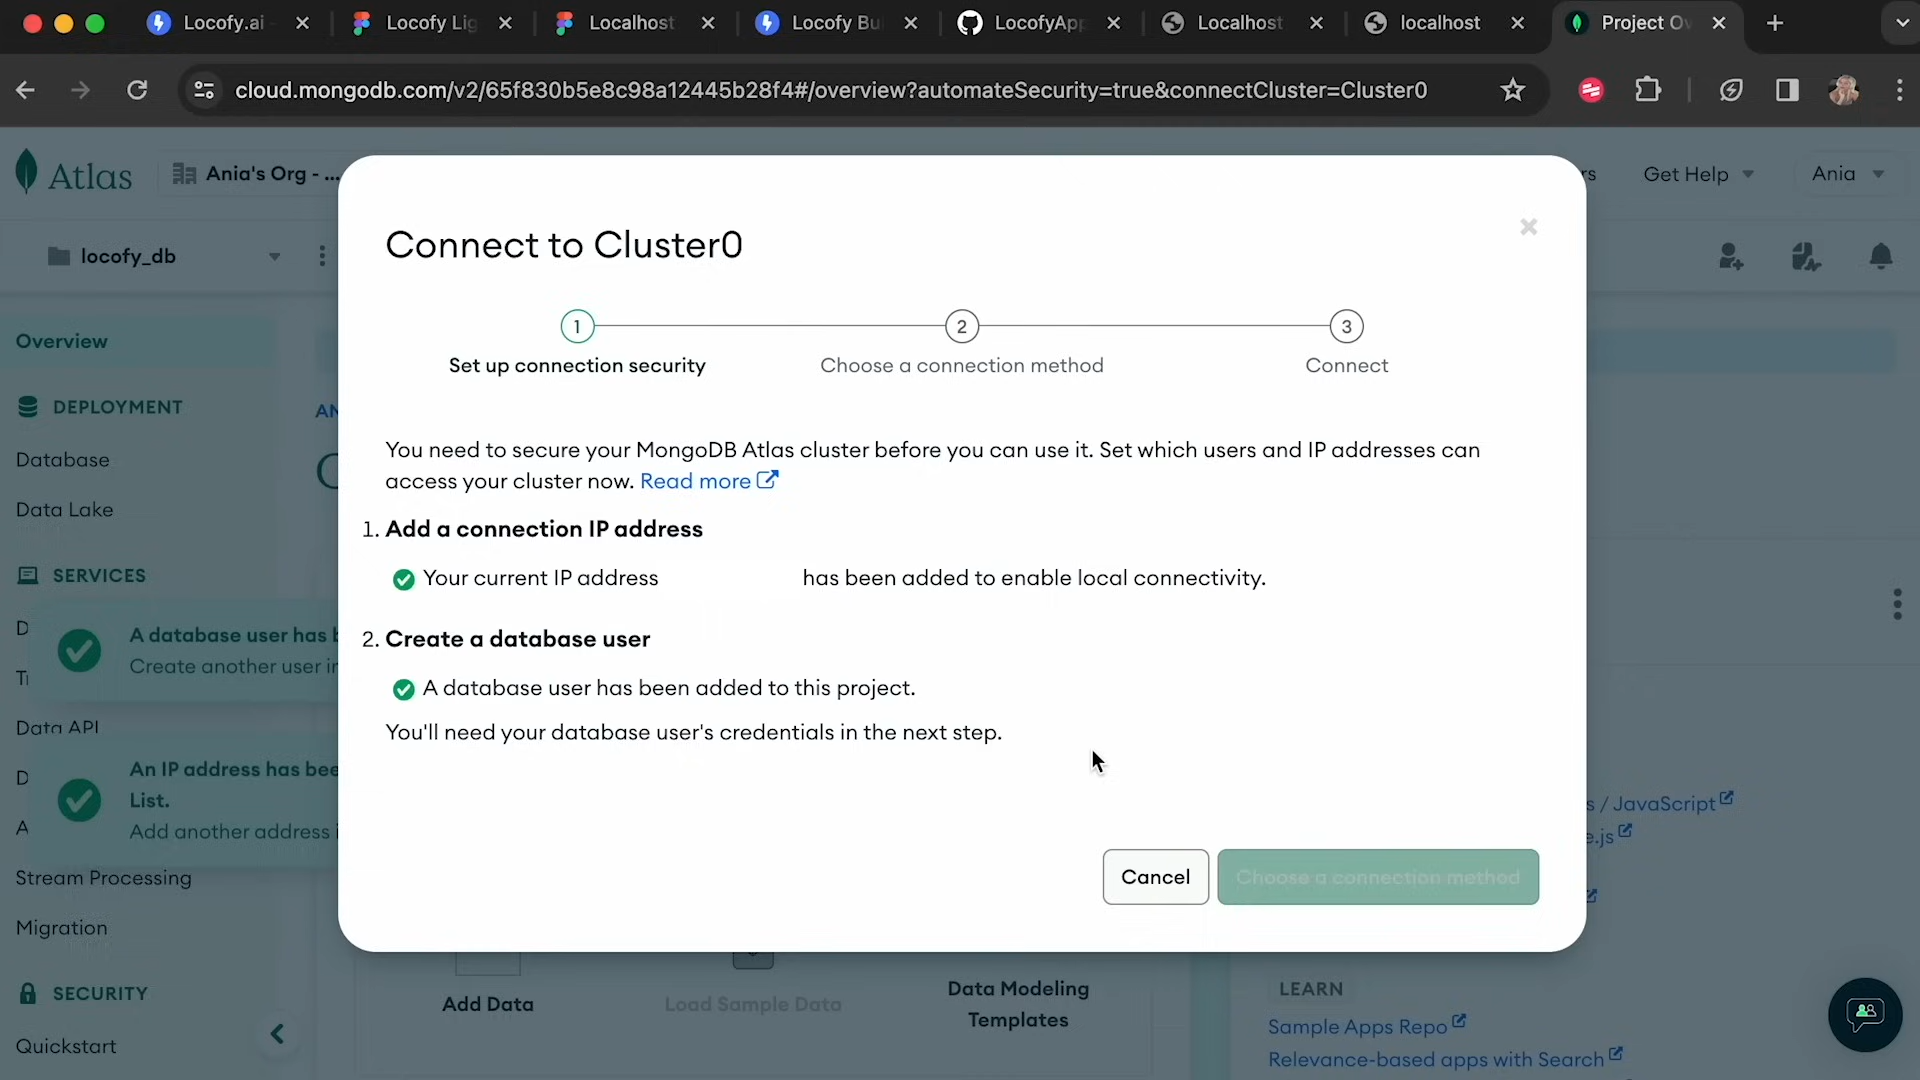 Locofy.ai
Locofy Lig
Localhost
Locofy Bu
LocofyApp
Localhost
localhost
Project Ov
cloud.mongodb.com/v2/65f830b5e8c98a12445b28f4#/overview?automateSecurity=true&connectCluster=Cluster0
Atlas
Ania's Org - ...
rs
Get Help
Ania
locofy_db
Connect to Cluster0
1
2
3
Set up connection security
Choose a connection method
Connect
Overview
DEPLOYMENT
AN
Database
Data Lake
You need to secure your MongoDB Atlas cluster before you can use it. Set which users and IP addresses can
access your cluster now. Read more
1. Add a connection IP address
Your current IP address has been added to enable local connectivity.
SERVICES
2. Create a database user
A database user has been added to this project.
You'll need your database user's credentials in the next step.
A database user has b
Create another user in
Data API
An IP address has bee
List.
Add another address i
s / JavaScript
e.js
Cancel
Choose a connection method
Stream Processing
Migration
SECURITY
Quickstart
Add Data
Load Sample Data
Data Modeling
Templates
LEARN
Sample Apps Repo
Relevance-based apps with Search